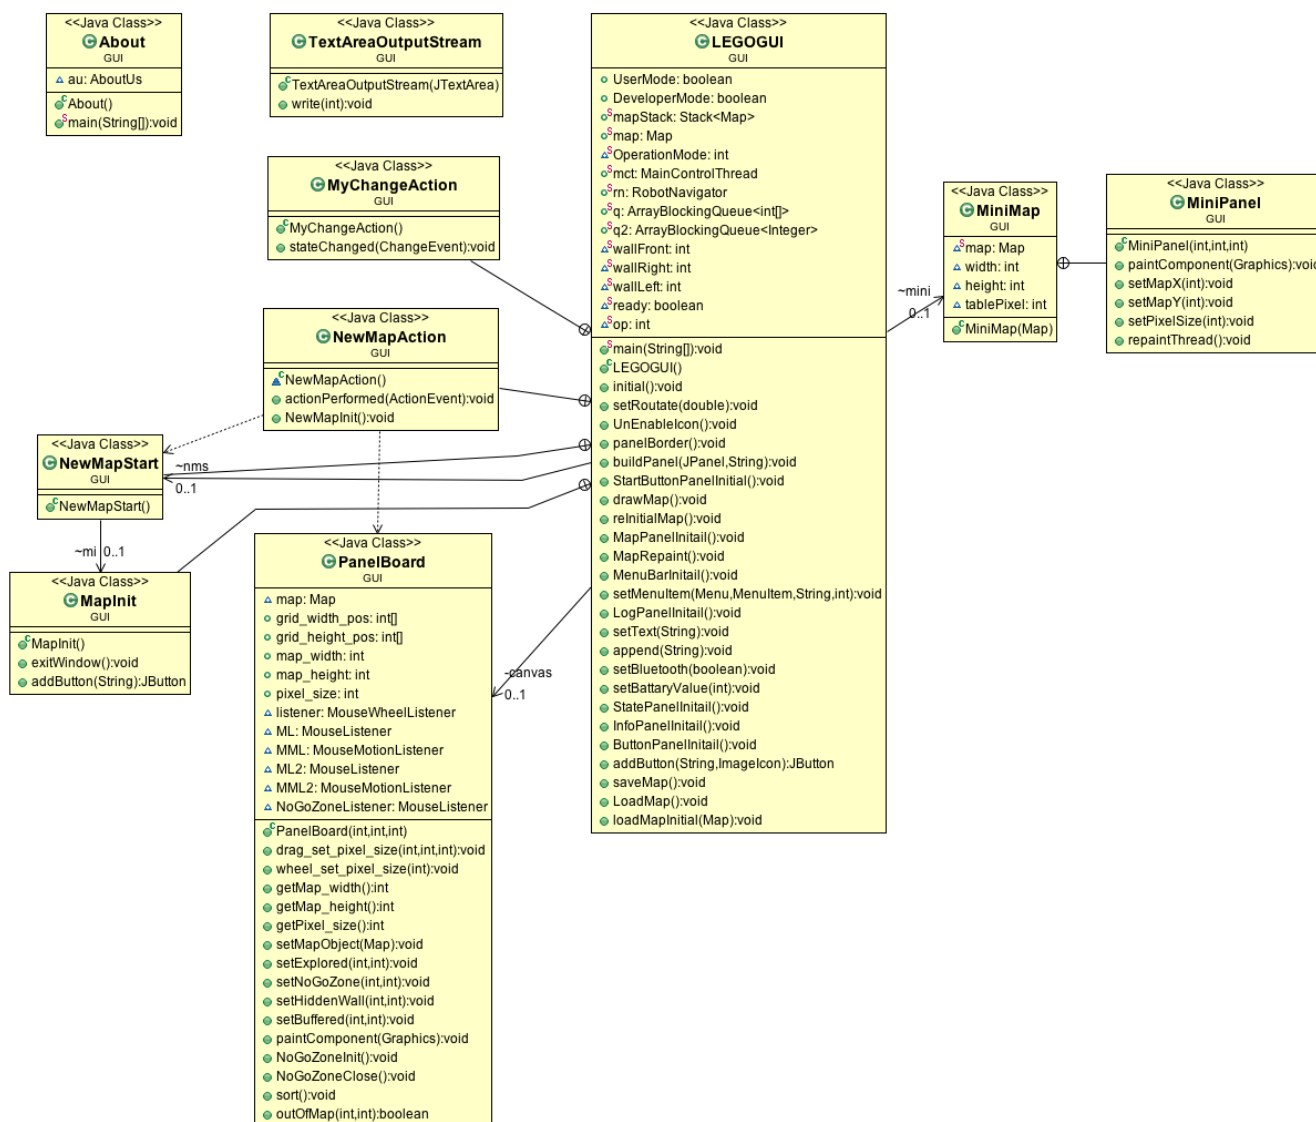 <<Java Class>>
About
GUI
au: AboutUs
About()
main(String[]):void
<<Java Class>>
TextAreaOutputStream
GUI
TextAreaOutputStream(JTextArea)
write(int):void
<<Java Class>>
MyChangeAction
GUI
MyChangeAction()
stateChanged(ChangeEvent):void
<<Java Class>>
NewMapAction
GUI
NewMapAction()
actionPerformed(ActionEvent):void
NewMapInit():void
<<Java Class>>
NewMapStart
GUI
NewMapStart()
~nms
0..1
~mi
0..1
<<Java Class>>
MapInit
GUI
MapInit()
exitWindow():void
addButton(String):JButton
<<Java Class>>
PanelBoard
GUI
map: Map
grid_width_pos: int[]
grid_height_pos: int[]
map_width: int
map_height: int
pixel_size: int
listener: MouseWheelListener
ML: MouseListener
MML: MouseMotionListener
ML2: MouseListener
MML2: MouseMotionListener
NoGoZoneListener: MouseListener
PanelBoard(int,int,int)
drag_set_pixel_size(int,int,int):void
wheel_set_pixel_size(int):void
getMap_width():int
getMap_height():int
getPixel_size():int
setMapObject(Map):void
setExplored(int,int):void
setNoGoZone(int,int):void
setHiddenWall(int,int):void
setBuffered(int,int):void
paintComponent(Graphics):void
NoGoZoneInit():void
NoGoZoneClose():void
sort():void
outOfMap(int,int):boolean
-canvas
0..1
<<Java Class>>
LEGOGUI
GUI
UserMode: boolean
DeveloperMode: boolean
mapStack: Stack<Map>
map: Map
OperationMode: int
mct: MainControlThread
rn: RobotNavigator
q: ArrayBlockingQueue<int[]>
q2: ArrayBlockingQueue<Integer>
wallFront: int
wallRight: int
wallLeft: int
ready: boolean
op: int
main(String[]):void
LEGOGUI()
initial():void
setRoutate(double):void
UnEnableIcon():void
panelBorder():void
buildPanel(JPanel,String):void
StartButtonPanelInitial():void
drawMap():void
reInitialMap():void
MapPanelInitail():void
MapRepaint():void
MenuBarInitail():void
setMenuItem(Menu,MenuItem,String,int):void
LogPanelInitail():void
setText(String):void
append(String):void
setBluetooth(boolean):void
setBattaryValue(int):void
StatePanelInitail():void
InfoPanelInitail():void
ButtonPanelInitail():void
addButton(String,ImageIcon):JButton
saveMap():void
LoadMap():void
loadMapInitial(Map):void
~mini
0..1
<<Java Class>>
MiniMap
GUI
map: Map
width: int
height: int
tablePixel: int
MiniMap(Map)
<<Java Class>>
MiniPanel
GUI
MiniPanel(int,int,int)
paintComponent(Graphics):void
setMapX(int):void
setMapY(int):void
setPixelSize(int):void
repaintThread():void